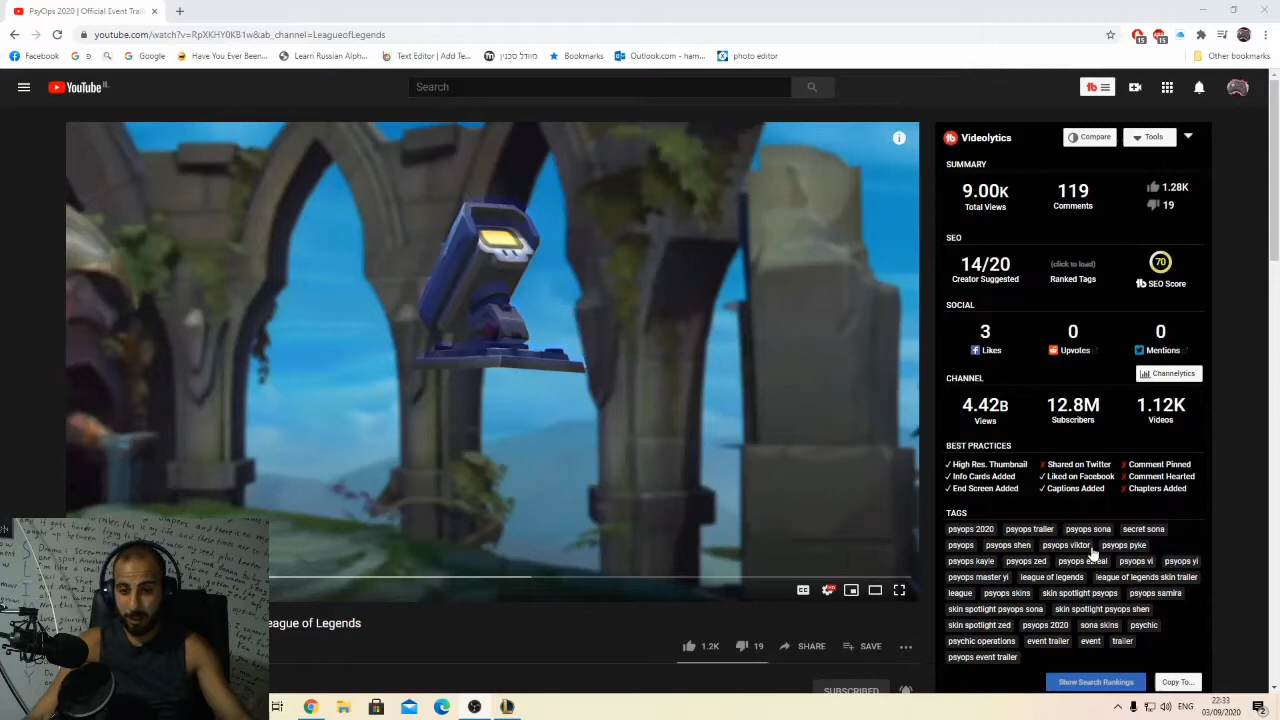 PsyOps 2020 | Official Event Trail
youtube.com/watch?v=RpXKHY0KB1w&ab_channel=LeagueofLegends
15
15
Facebook
Google
Have You Ever Been...
Learn Russian Alph...
Text Editor | Add Te...
מודל ספנין
Bookmarks
Outlook.com - ham...
photo editor
Other bookmarks
YouTube IL
Search
Videolytics
Compare
Tools
SUMMARY
9.00K 119 1.28K
Total Views Comments 19
SEO
14/20 (click to load) 70
Creator Suggested Ranked Tags SEO Score
SOCIAL
3 0 0
Likes Upvotes Mentions
CHANNEL Channelytics
4.42B 12.8M 1.12K
Views Subscribers Videos
BEST PRACTICES
✓ High Res. Thumbnail ✗ Shared on Twitter ✗ Comment Pinned
✓ Info Cards Added ✓ Liked on Facebook ✗ Comment Hearted
✓ End Screen Added ✓ Captions Added ✗ Chapters Added
TAGS
psyops 2020 psyops trailer psyops sona secret sona
psyops psyops shen psyops viktor psyops pyke
psyops kayle psyops zed psyops ezreal psyops vi psyops yi
psyops master yi league of legends league of legends skin trailer
league psyops skins skin spotlight psyops psyops samira
skin spotlight psyops sona skin spotlight psyops shen
skin spotlight zed psyops 2020 sona skins psychic
psychic operations event trailer event trailer
psyops event trailer
Show Search Rankings Copy To...
CC
HD
eague of Legends
1.2K 19 SHARE SAVE
SUBSCRIBED
22:33
03/09/2020
2